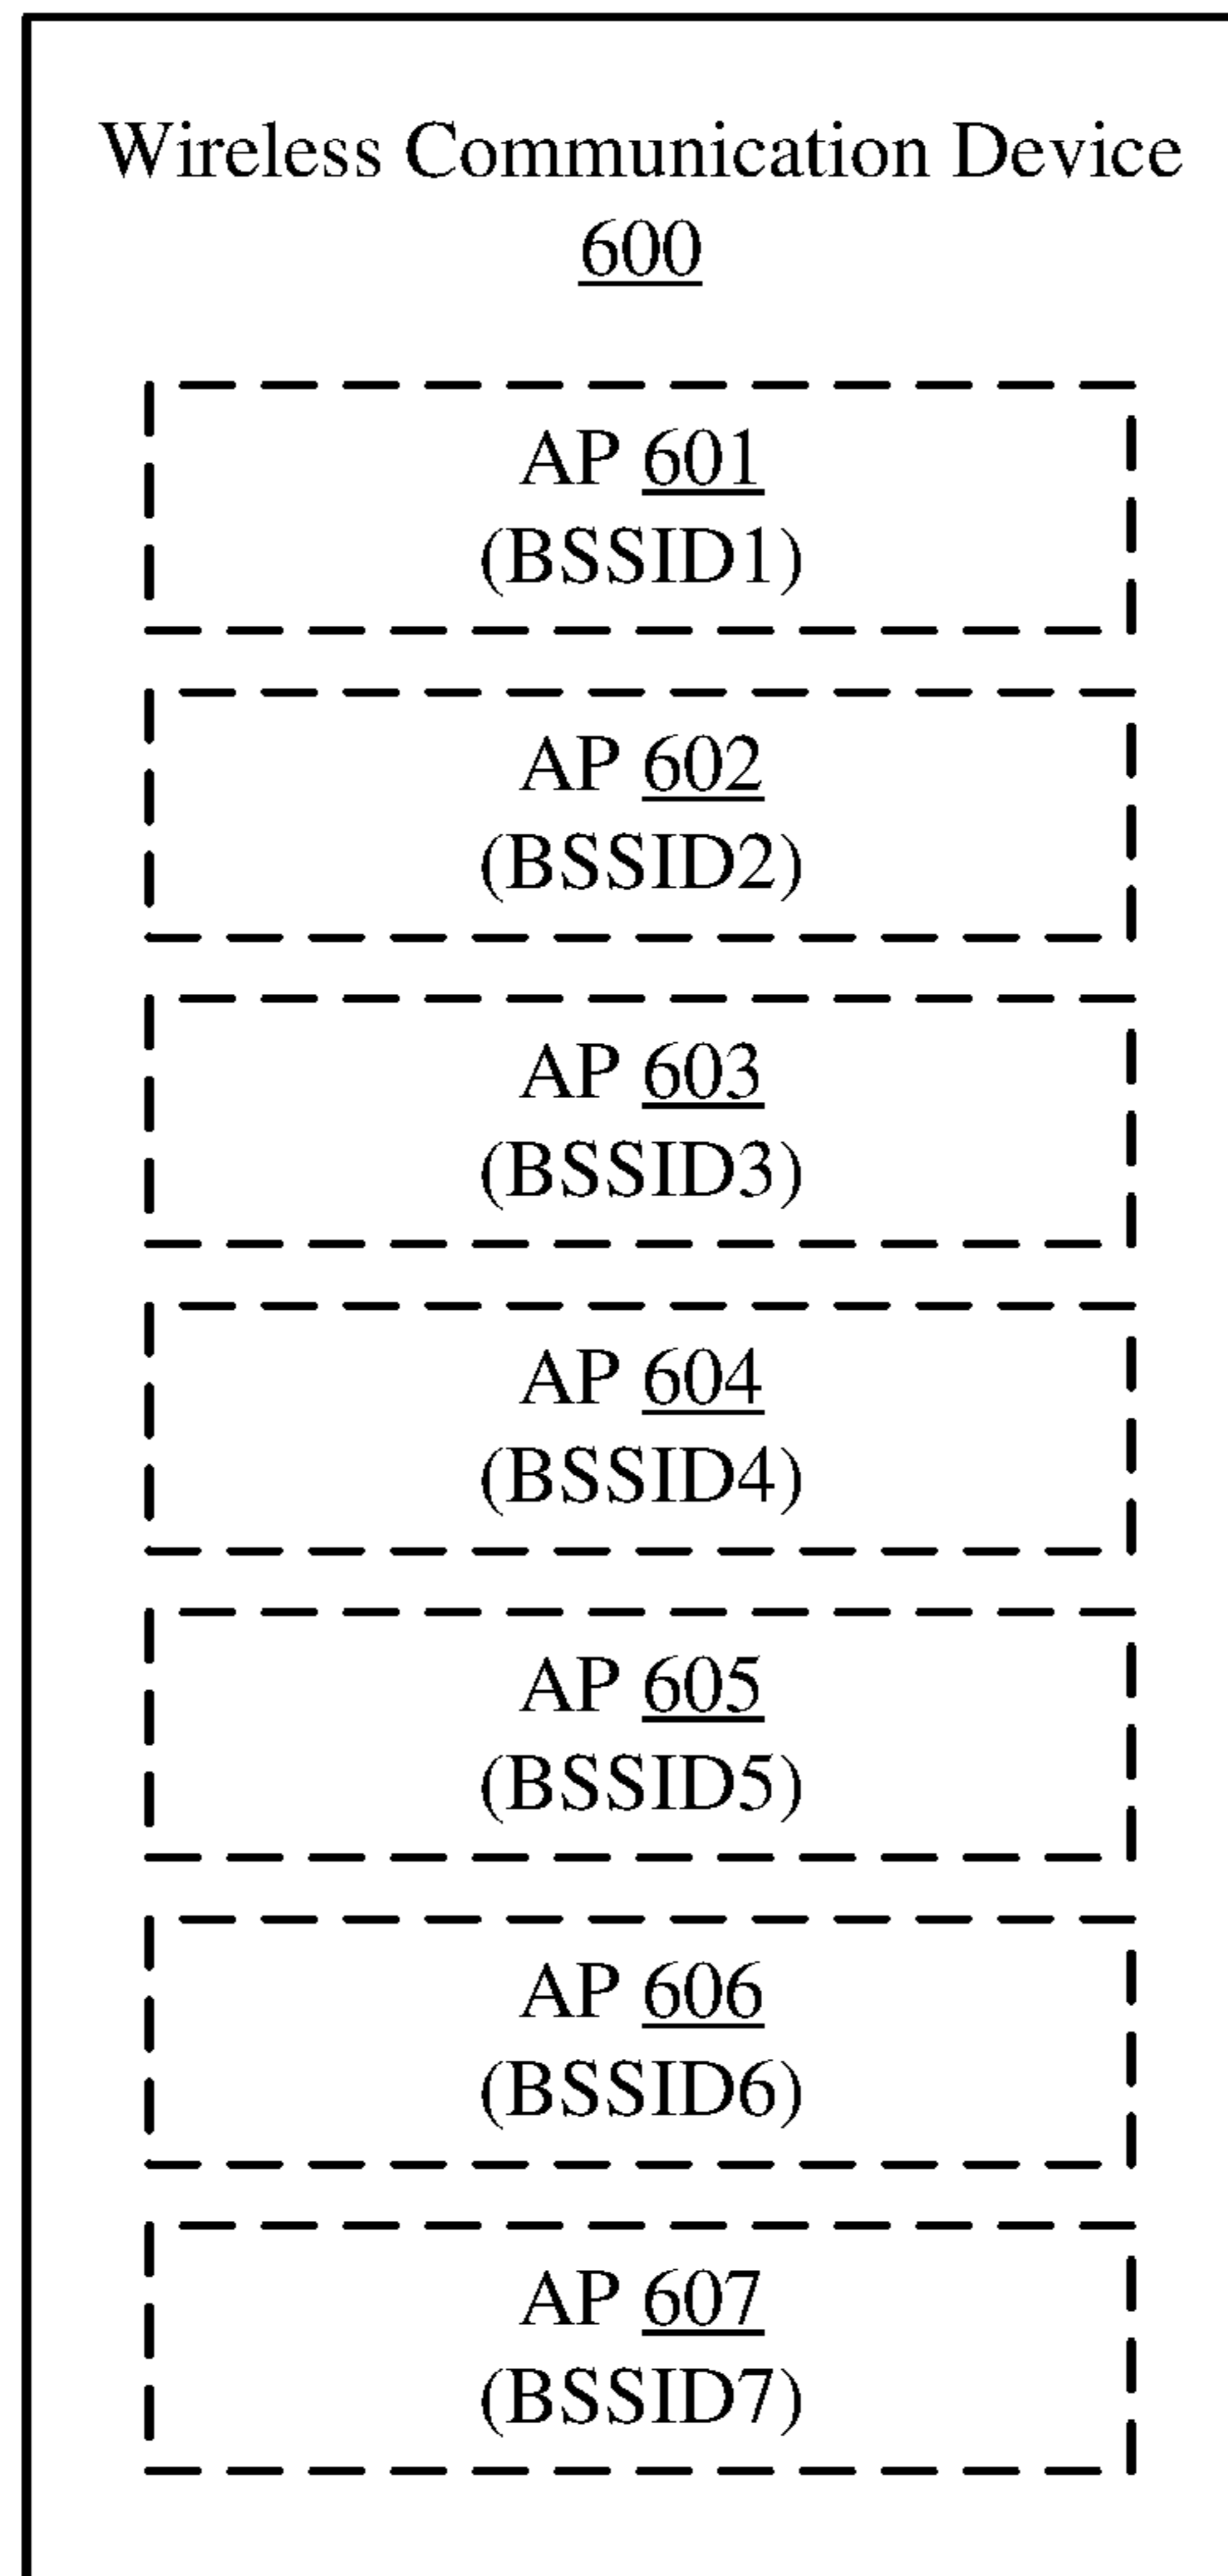 Wireless Communication Device
600
AP 601
(BSSID1)
AP 602
(BSSID2)
AP 603
(BSSID3)
AP 604
(BSSID4)
AP 605
(BSSID5)
AP 606
(BSSID6)
AP 607
(BSSID7)